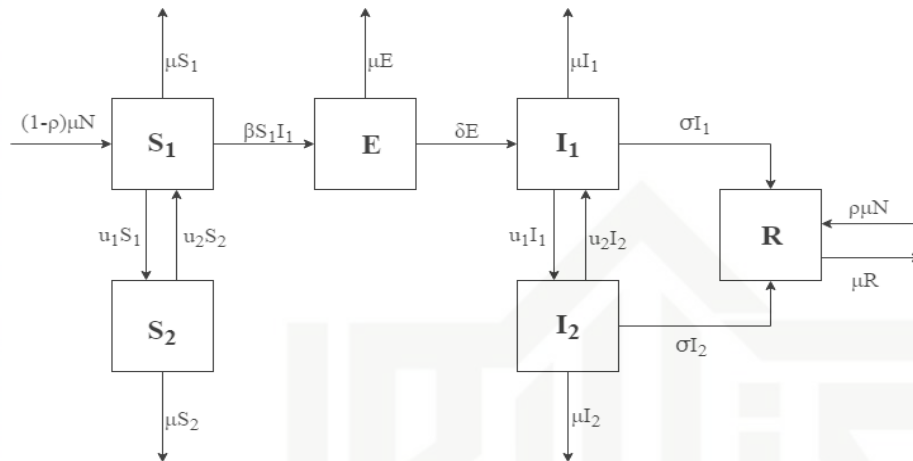 μS₁
μE
μI₁
(1-ρ)μN
S₁
βS₁I₁
E
δE
I₁
σI₁
u₁S₁
u₂S₂
u₁I₁
u₂I₂
R
ρμN
μR
S₂
I₂
σI₂
μS₂
μI₂